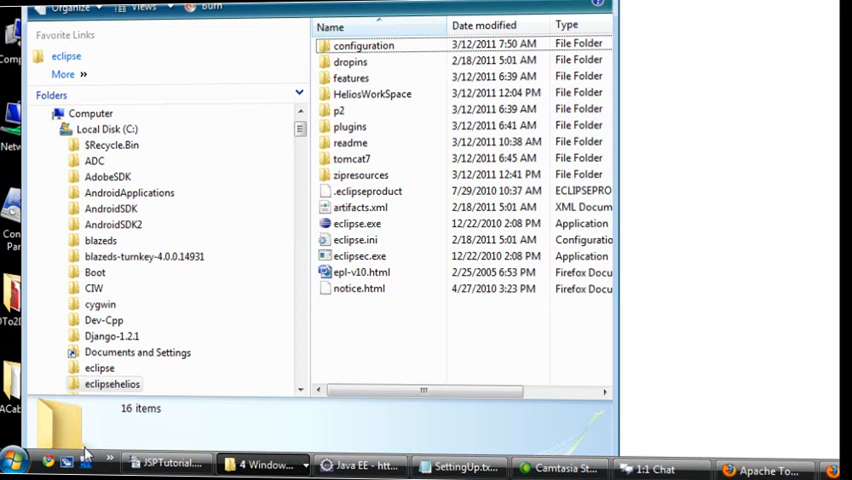 Organize
Views
Burn
Favorite Links
eclipse
More »
Folders
Computer
Local Disk (C:)
$Recycle.Bin
ADC
AdobeSDK
AndroidApplications
AndroidSDK
AndroidSDK2
blazeds
blazeds-turnkey-4.0.0.14931
Boot
CIW
cygwin
Dev-Cpp
Django-1.2.1
Documents and Settings
eclipse
eclipsehelios
Name Date modified Type
configuration 3/12/2011 7:50 AM File Folder
dropins 2/18/2011 5:01 AM File Folder
features 3/12/2011 6:39 AM File Folder
HeliosWorkSpace 3/12/2011 12:04 PM File Folder
p2 3/12/2011 6:39 AM File Folder
plugins 3/12/2011 6:41 AM File Folder
readme 3/12/2011 10:38 AM File Folder
tomcat7 3/12/2011 6:45 AM File Folder
zipresources 3/12/2011 12:41 PM File Folder
.eclipseproduct 7/29/2010 10:37 AM ECLIPSEPRO
artifacts.xml 2/18/2011 5:01 AM XML Docum
eclipse.exe 12/22/2010 2:08 PM Application
eclipse.ini 2/18/2011 5:01 AM Configuratio
eclipsec.exe 12/22/2010 2:08 PM Application
epl-v10.html 2/25/2005 6:53 PM Firefox Docu
notice.html 4/27/2010 3:23 PM Firefox Docu
16 items
» JSPTutorial.... 4 Window... Java EE - htt... SettingUp.tx... Camtasia St... 1:1 Chat Apache To...